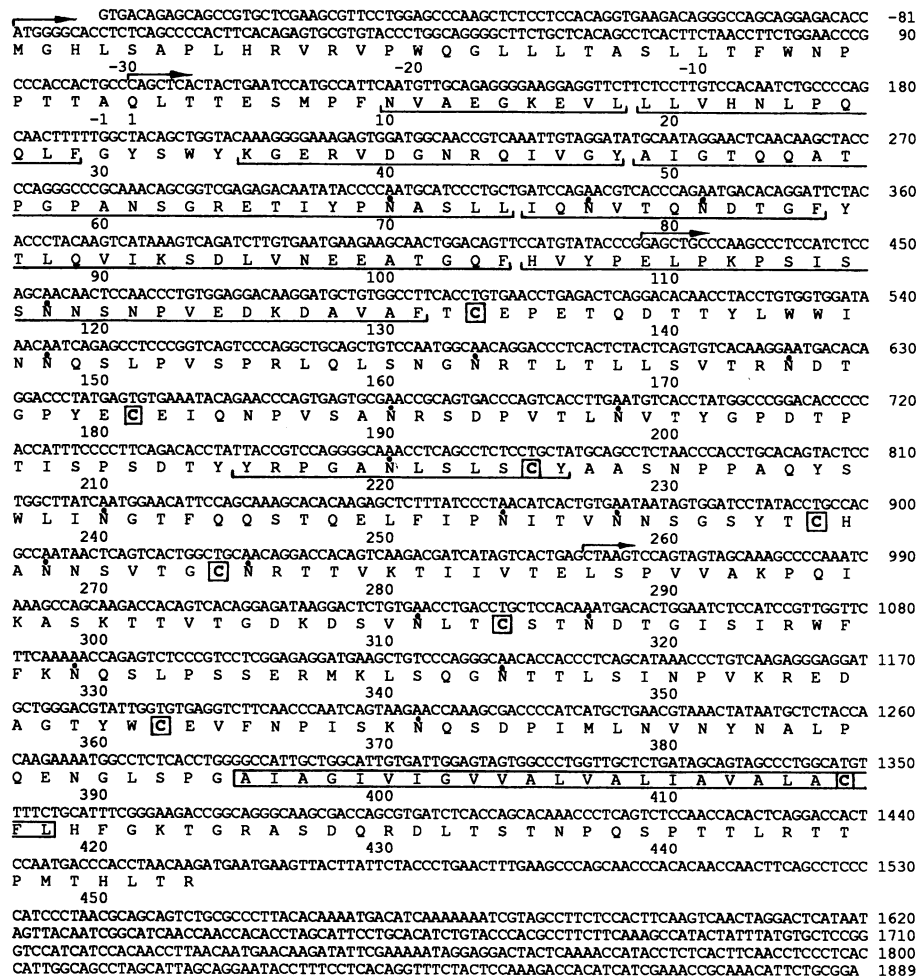 GTGACAGAGCAGCCGTGCTCGAAGCGTTCCTGGAGCCCAAGCTCTCCTCCACAGGTGAAGACAGGGCCAGCAGGAGACACC -81
ATGGGGCACCTCTCAGCCCCACTTCACAGAGTGCGTGTACCCTGGCAGGGGCTTCTGCTCACAGCCTCACTTCTAACCTTCTGGAACCCG 90
M G H L S A P L H R V R V P W Q G L L L T A S L L T F W N P
-30 -20 -10
CCCACCACTGCCCAGCTCACTACTGAATCCATGCCATTCAATGTTGCAGAGGGGAAGGAGGTTCTTCTCCTTGTCCACAATCTGCCCCAG 180
P T T A Q L T T E S M P F N V A E G K E V L L L V H N L P Q
-1 1 10 20
CAACTTTTTGGCTACAGCTGGTACAAAGGGGAAAGAGTGGATGGCAACCGTCAAATTGTAGGATATGCAATAGGAACTCAACAAGCTACC 270
Q L F G Y S W Y K G E R V D G N R Q I V G Y A I G T Q Q A T
30 40 50
CCAGGGCCCGCAAACAGCGGTCGAGAGACAATATACCCCAATGCATCCCTGCTGATCCAGAACGTCACCCAGAATGACACAGGATTCTAC 360
P G P A N S G R E T I Y P N A S L L I Q N V T Q N D T G F Y
60 70 80
ACCCTACAAGTCATAAAGTCAGATCTTGTGAATGAAGAAGCAACTGGACAGTTCCATGTATACCCGGAGCTGCCCAAGCCCTCCATCTCC 450
T L Q V I K S D L V N E E A T G Q F H V Y P E L P K P S I S
90 100 110
AGCAACAACTCCAACCCTGTGGAGGACAAGGATGCTGTGGCCTTCACCTGTGAACCTGAGACTCAGGACACAACCTACCTGTGGTGGATA 540
S N N S N P V E D K D A V A F T C E P E T Q D T T Y L W W I
120 130 140
AACAATCAGAGCCTCCCGGTCAGTCCCAGGCTGCAGCTGTCCAATGGCAACAGGACCCTCACTCTACTCAGTGTCACAAGGAATGACACA 630
N N Q S L P V S P R L Q L S N G N R T L T L L S V T R N D T
150 160 170
GGACCCTATGAGTGTGAAATACAGAACCCAGTGAGTGCGAACCGCAGTGACCCAGTCACCTTGAATGTCACCTATGGCCCGGACACCCCC 720
G P Y E C E I Q N P V S A N R S D P V T L N V T Y G P D T P
180 190 200
ACCATTTCCCCTTCAGACACCTATTACCGTCCAGGGGCAAACCTCAGCCTCTCCTGCTATGCAGCCTCTAACCCACCTGCACAGTACTCC 810
T I S P S D T Y Y R P G A N L S L S C Y A A S N P P A Q Y S
210 220 230
TGGCTTATCAATGGAACATTCCAGCAAAGCACACAAGAGCTCTTTATCCCTAACATCACTGTGAATAATAGTGGATCCTATACCTGCCAC 900
W L I N G T F Q Q S T Q E L F I P N I T V N N S G S Y T C H
240 250 260
GCCAATAACTCAGTCACTGGCTGCAACAGGACCACAGTCAAGACGATCATAGTCACTGAGCTAAGTCCAGTAGTAGCAAAGCCCCAAATC 990
A N N S V T G C N R T T V K T I I V T E L S P V V A K P Q I
270 280 290
AAAGCCAGCAAGACCACAGTCACAGGAGATAAGGACTCTGTGAACCTGACCTGCTCCACAAATGACACTGGAATCTCCATCCGTTGGTTC 1080
K A S K T T V T G D K D S V N L T C S T N D T G I S I R W F
300 310 320
TTCAAAAACCAGAGTCTCCCGTCCTCGGAGAGGATGAAGCTGTCCCAGGGCAACACCACCCTCAGCATAAACCCTGTCAAGAGGGAGGAT 1170
F K N Q S L P S S E R M K L S Q G N T T L S I N P V K R E D
330 340 350
GCTGGGACGTATTGGTGTGAGGTCTTCAACCCAATCAGTAAGAACCAAAGCGACCCCATCATGCTGAACGTAAACTATAATGCTCTACCA 1260
A G T Y W C E V F N P I S K N Q S D P I M L N V N Y N A L P
360 370 380
CAAGAAAATGGCCTCTCACCTGGGGCCATTGCTGGCATTGTGATTGGAGTAGTGGCCCTGGTTGCTCTGATAGCAGTAGCCCTGGCATGT 1350
Q E N G L S P G A I A G I V I G V V A L V A L I A V A L A C
390 400 410
TTTCTGCATTTCGGGAAGACCGGCAGGGCAAGCGACCAGCGTGATCTCACCAGCACAAACCCTCAGTCTCCAACCACACTCAGGACCACT 1440
F L H F G K T G R A S D Q R D L T S T N P Q S P T T L R T T
420 430 440
CCAATGACCCACCTAACAAGATGAATGAAGTTACTTATTCTACCCTGAACTTTGAAGCCCAGCAACCCACACAACCAACTTCAGCCTCCC 1530
P M T H L T R
450
CATCCCTAACGCAGCAGTCTGCGCCCTTACACAAAATGACATCAAAAAAAATCGTAGCCTTCTCCACTTCAAGTCAACTAGGACTCATAAT 1620
AGTTACAATCGGCATCAACCAACCACACCTAGCATTCCTGCACATCTGTACCCACGCCTTCTTCAAAGCCATACTATTTATGTGCTCCGG 1710
GTCCATCATCCACAACCTTAACAATGAACAAGATATTCGAAAAATAGGAGGACTACTCAAAACCATACCTCTCACTTCAACCTCCCTCAC 1800
CATTGGCAGCCTAGCATTAGCAGGAATACCTTTCCTCACAGGTTTCTACTCCAAAGACCACATCATCGAAACCGCAAACATTCTGCGGA 1888